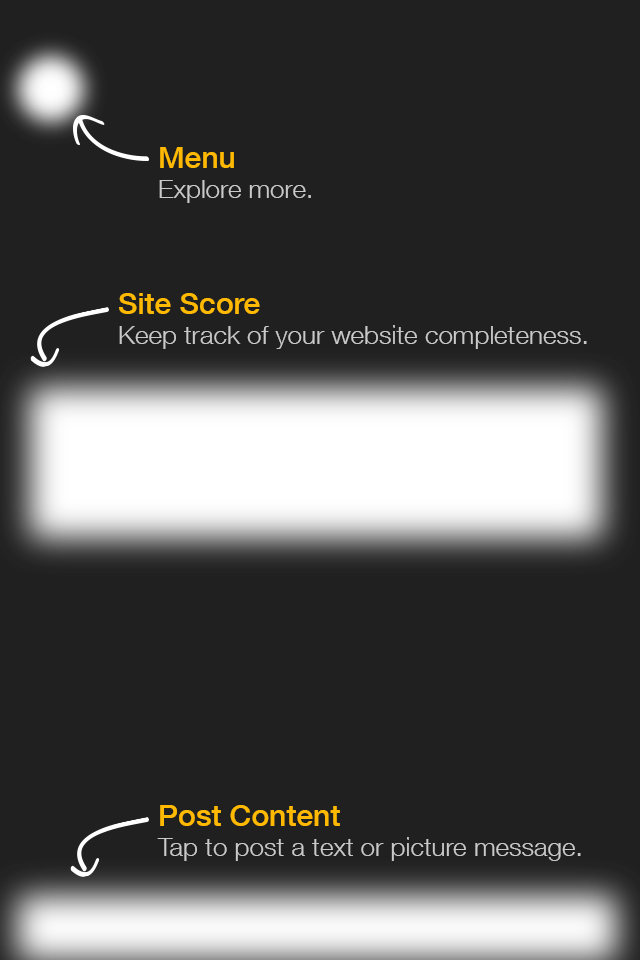 Menu
Explore more.
Site Score
Keep track of your website completeness.
Post Content
Tap to post a text or picture message.